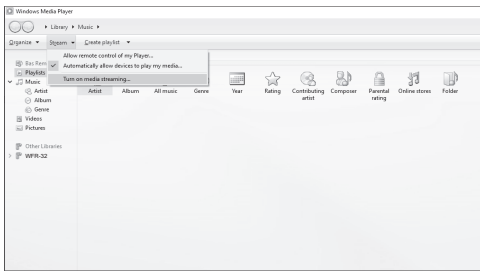 Windows Media Player
Library ▸ Music ▸
Organize Stream Create playlist
Allow remote control of my Player...
Automatically allow devices to play my media...
Turn on media streaming...
Playlists
Music
Artist
Album
Genre
Videos
Pictures
Other Libraries
WFR-32
Artist Album All music Genre Year Rating Contributing artist Composer Parental rating Online stores Folder